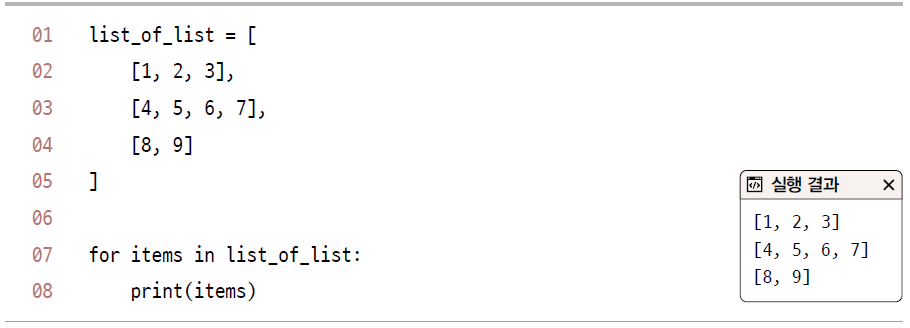 01 list_of_list = [
02     [1, 2, 3],
03     [4, 5, 6, 7],
04     [8, 9]
05 ]
06
07 for items in list_of_list:
08     print(items)
실행 결과
[1, 2, 3]
[4, 5, 6, 7]
[8, 9]